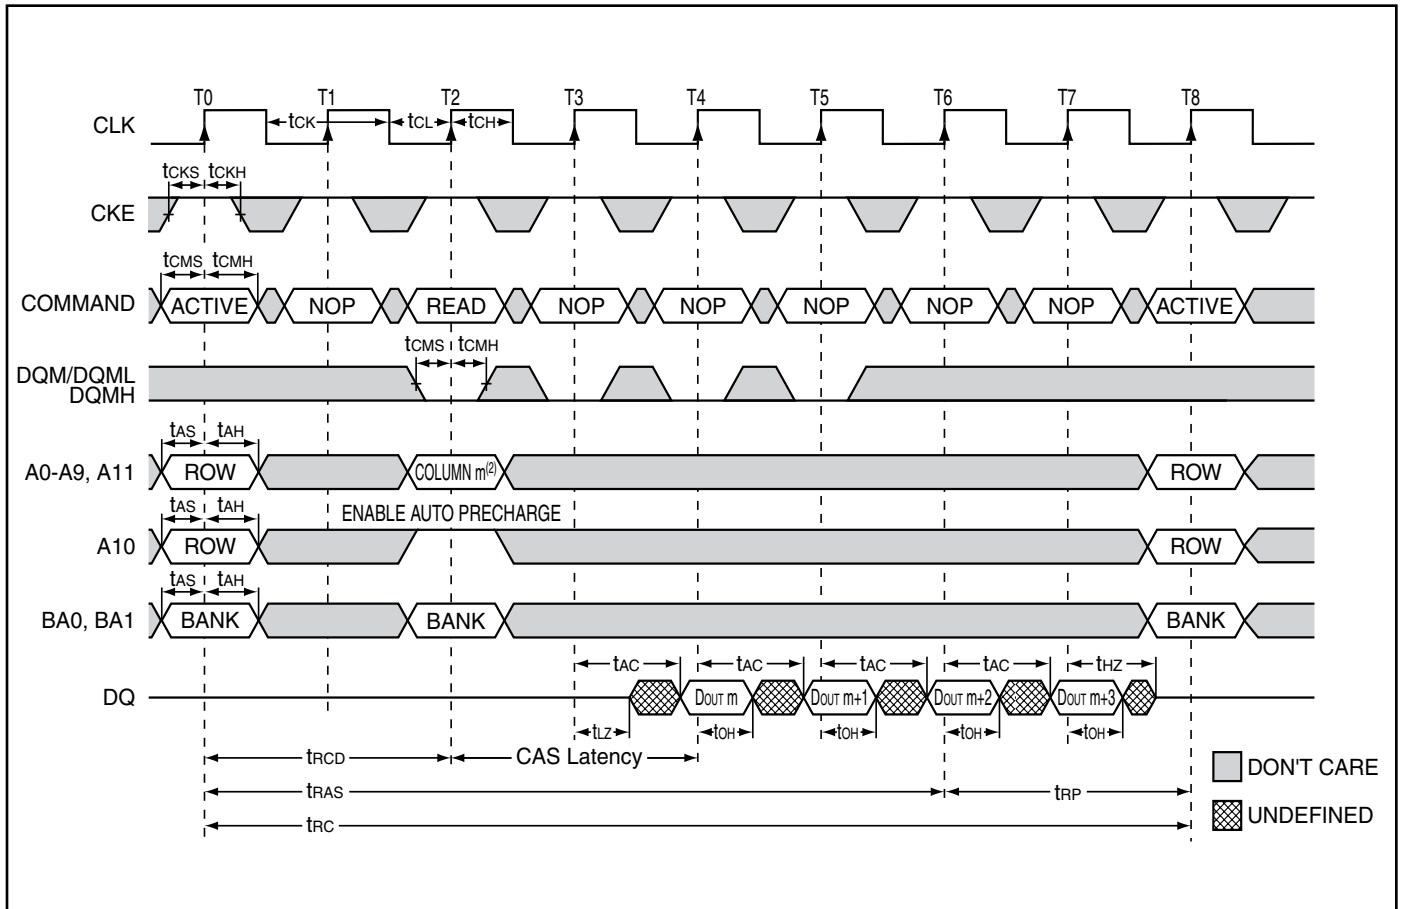 T0 T1 T2 T3 T4 T5 T6 T7 T8
CLK tCK tCL tCH
tCKS tCKH
CKE
tCMS tCMH
COMMAND ACTIVE NOP READ NOP NOP NOP NOP NOP ACTIVE
tCMS tCMH
DQM/DQML
DQMH
tAS tAH
A0-A9, A11 ROW COLUMN m(2) ROW
tAS tAH ENABLE AUTO PRECHARGE
A10 ROW ROW
tAS tAH
BA0, BA1 BANK BANK BANK
tAC tAC tAC tAC tHZ
DQ DOUT m DOUT m+1 DOUT m+2 DOUT m+3
tLZ tOH tOH tOH tOH
tRCD CAS Latency
DON'T CARE
tRAS tRP
UNDEFINED
tRC